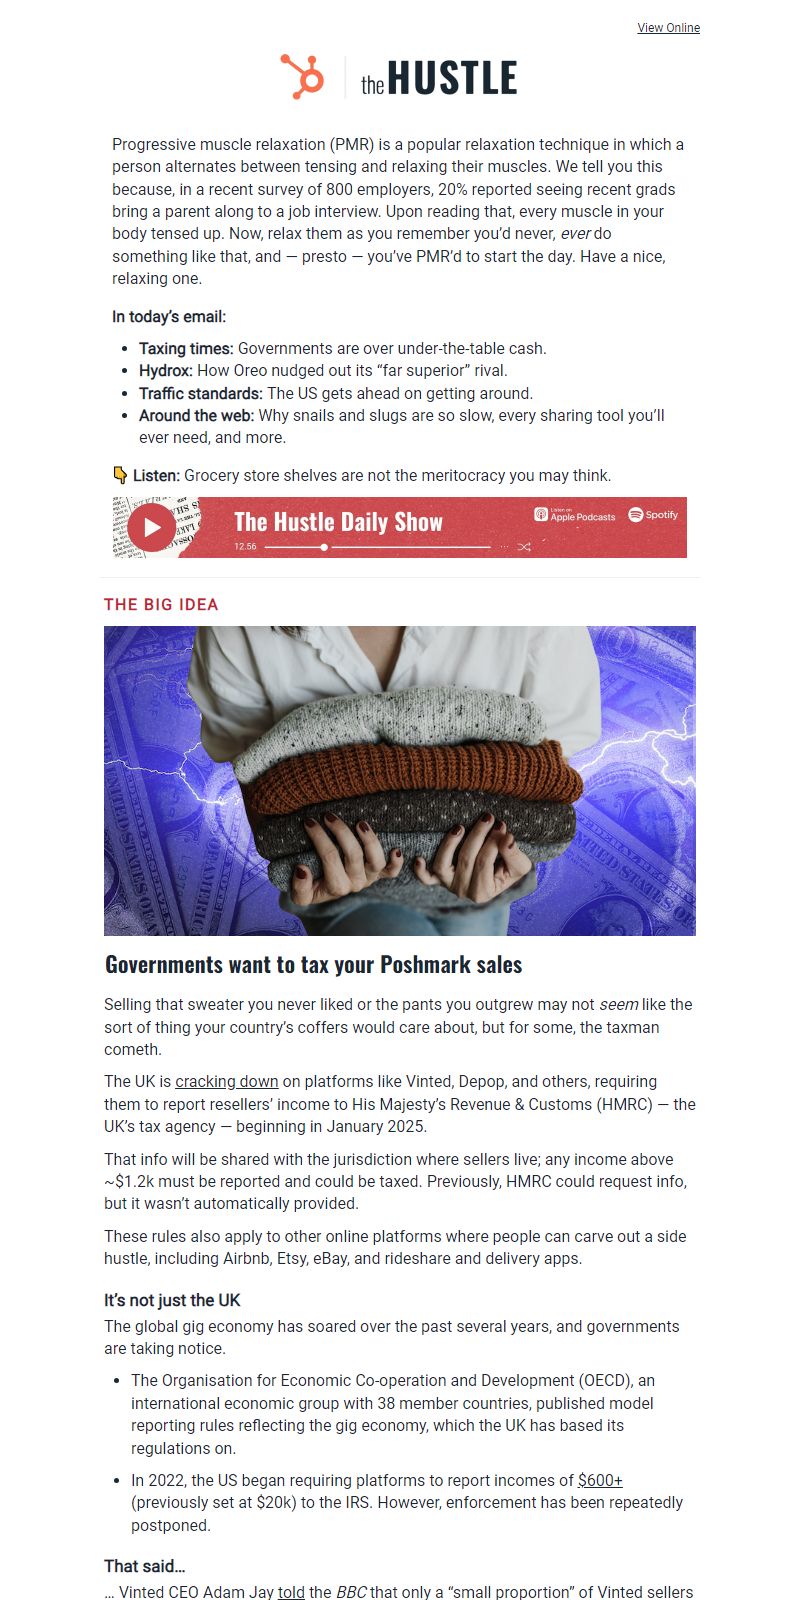 View Online
the HUSTLE
Progressive muscle relaxation (PMR) is a popular relaxation technique in which a
person alternates between tensing and relaxing their muscles. We tell you this
because, in a recent survey of 800 employers, 20% reported seeing recent grads
bring a parent along to a job interview. Upon reading that, every muscle in your
body tensed up. Now, relax them as you remember you’d never, ever do
something like that, and — presto — you’ve PMR’d to start the day. Have a nice,
relaxing one.
In today’s email:
• Taxing times: Governments are over under-the-table cash.
• Hydrox: How Oreo nudged out its “far superior” rival.
• Traffic standards: The US gets ahead on getting around.
• Around the web: Why snails and slugs are so slow, every sharing tool you’ll
ever need, and more.
👇 Listen: Grocery store shelves are not the meritocracy you may think.
The Hustle Daily Show
Listen on
Apple Podcasts
Spotify
12.56
THE BIG IDEA
Governments want to tax your Poshmark sales
Selling that sweater you never liked or the pants you outgrew may not seem like the
sort of thing your country’s coffers would care about, but for some, the taxman
cometh.
The UK is cracking down on platforms like Vinted, Depop, and others, requiring
them to report resellers’ income to His Majesty’s Revenue & Customs (HMRC) — the
UK’s tax agency — beginning in January 2025.
That info will be shared with the jurisdiction where sellers live; any income above
~$1.2k must be reported and could be taxed. Previously, HMRC could request info,
but it wasn’t automatically provided.
These rules also apply to other online platforms where people can carve out a side
hustle, including Airbnb, Etsy, eBay, and rideshare and delivery apps.
It’s not just the UK
The global gig economy has soared over the past several years, and governments
are taking notice.
• The Organisation for Economic Co-operation and Development (OECD), an
international economic group with 38 member countries, published model
reporting rules reflecting the gig economy, which the UK has based its
regulations on.
• In 2022, the US began requiring platforms to report incomes of $600+
(previously set at $20k) to the IRS. However, enforcement has been repeatedly
postponed.
That said…
… Vinted CEO Adam Jay told the BBC that only a “small proportion” of Vinted sellers